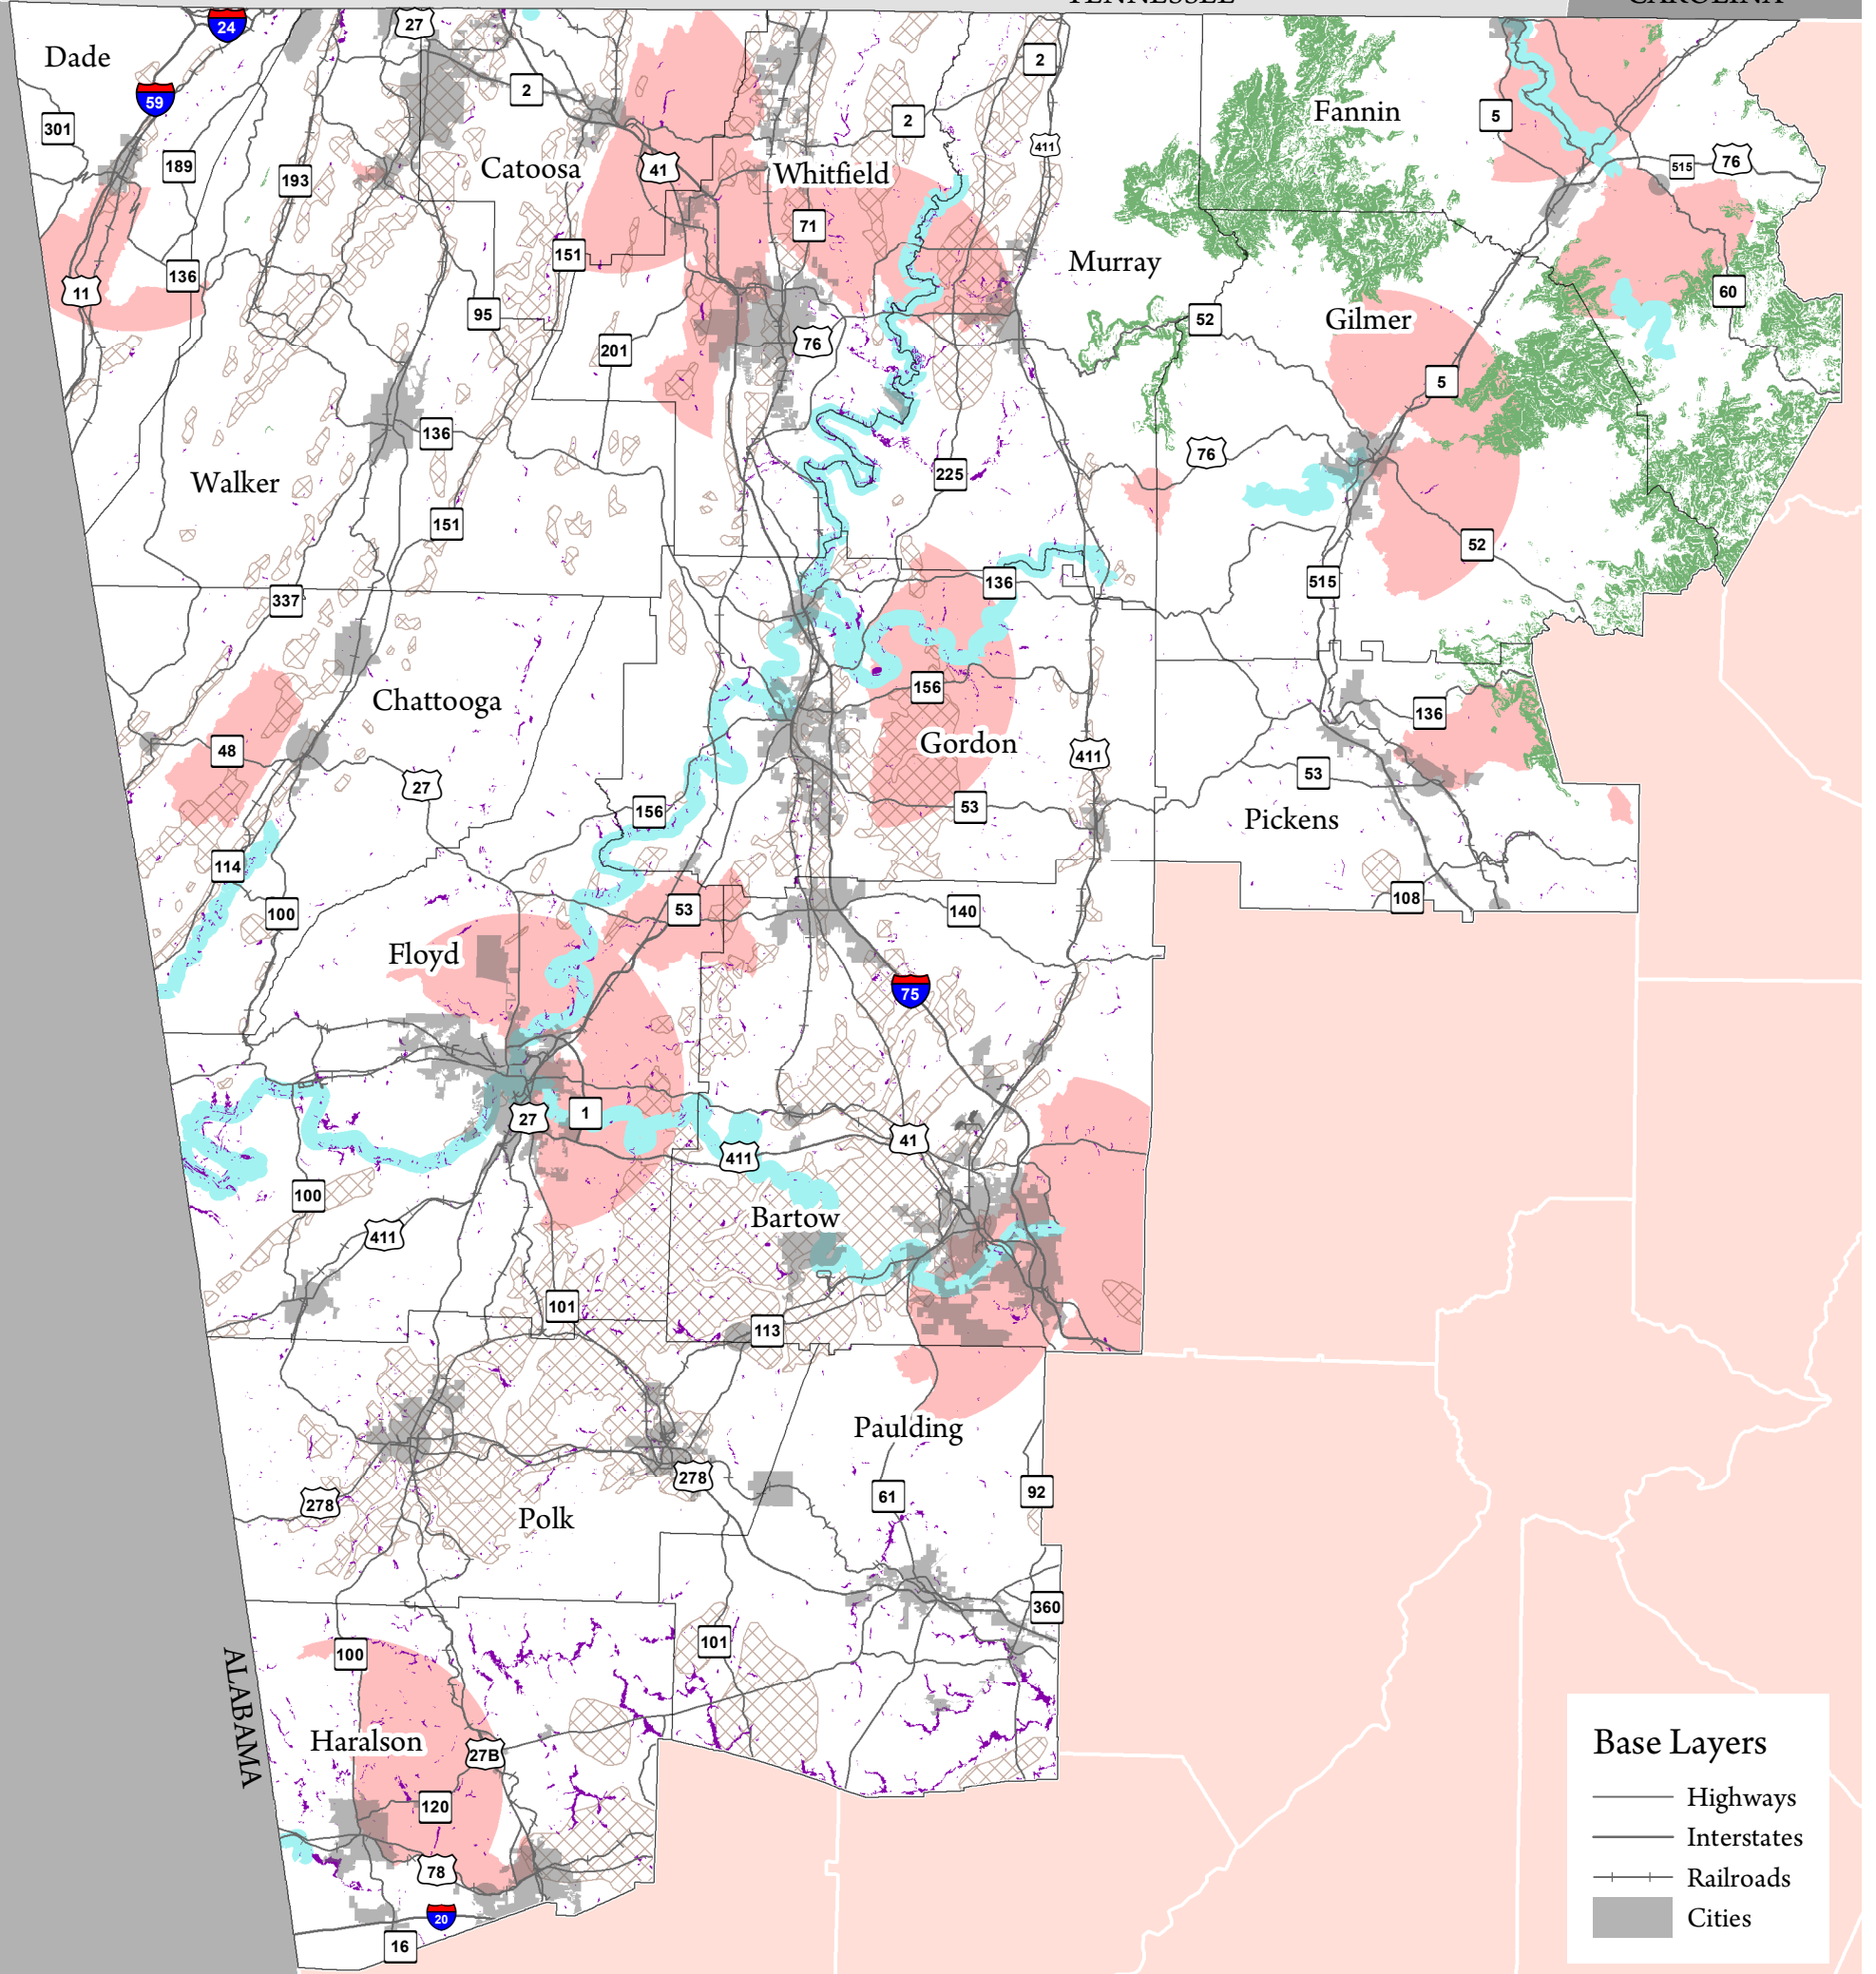 TENNESSEE
CAROLINA
24
27
Dade
2
2
59
Fannin
5
301
2
411
189
193
Catoosa
41
Whitfield
515
76
71
151
Murray
136
11
60
95
52
Gilmer
201
76
5
136
76
Walker
225
151
52
136
515
337
156
Chattooga
136
48
Gordon
411
53
27
156
53
Pickens
114
108
100
53
140
Floyd
75
1
27
41
411
100
Bartow
411
101
113
Paulding
278
61
92
278
Polk
360
101
ALABAMA
100
Haralson
27B
Base Layers
Highways
120
Interstates
78
Railroads
20
Cities
16